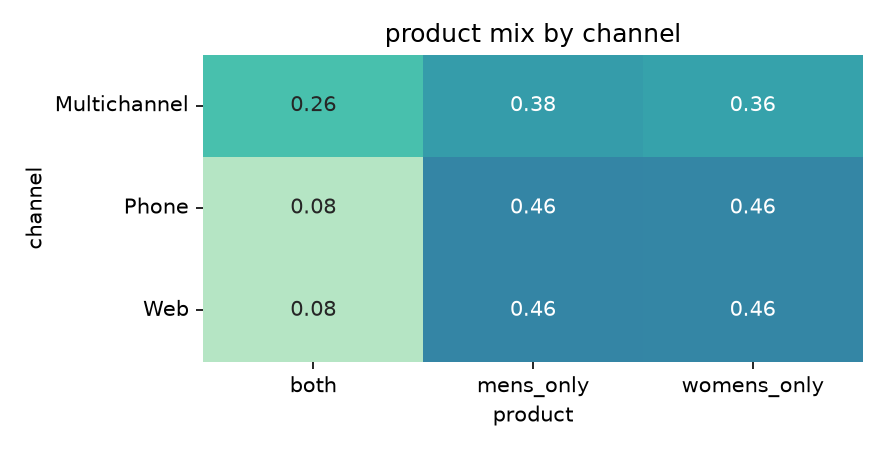 product mix by channel
channel
Multichannel 0.26 0.38 0.36
Phone 0.08 0.46 0.46
Web 0.08 0.46 0.46
both mens_only womens_only
product